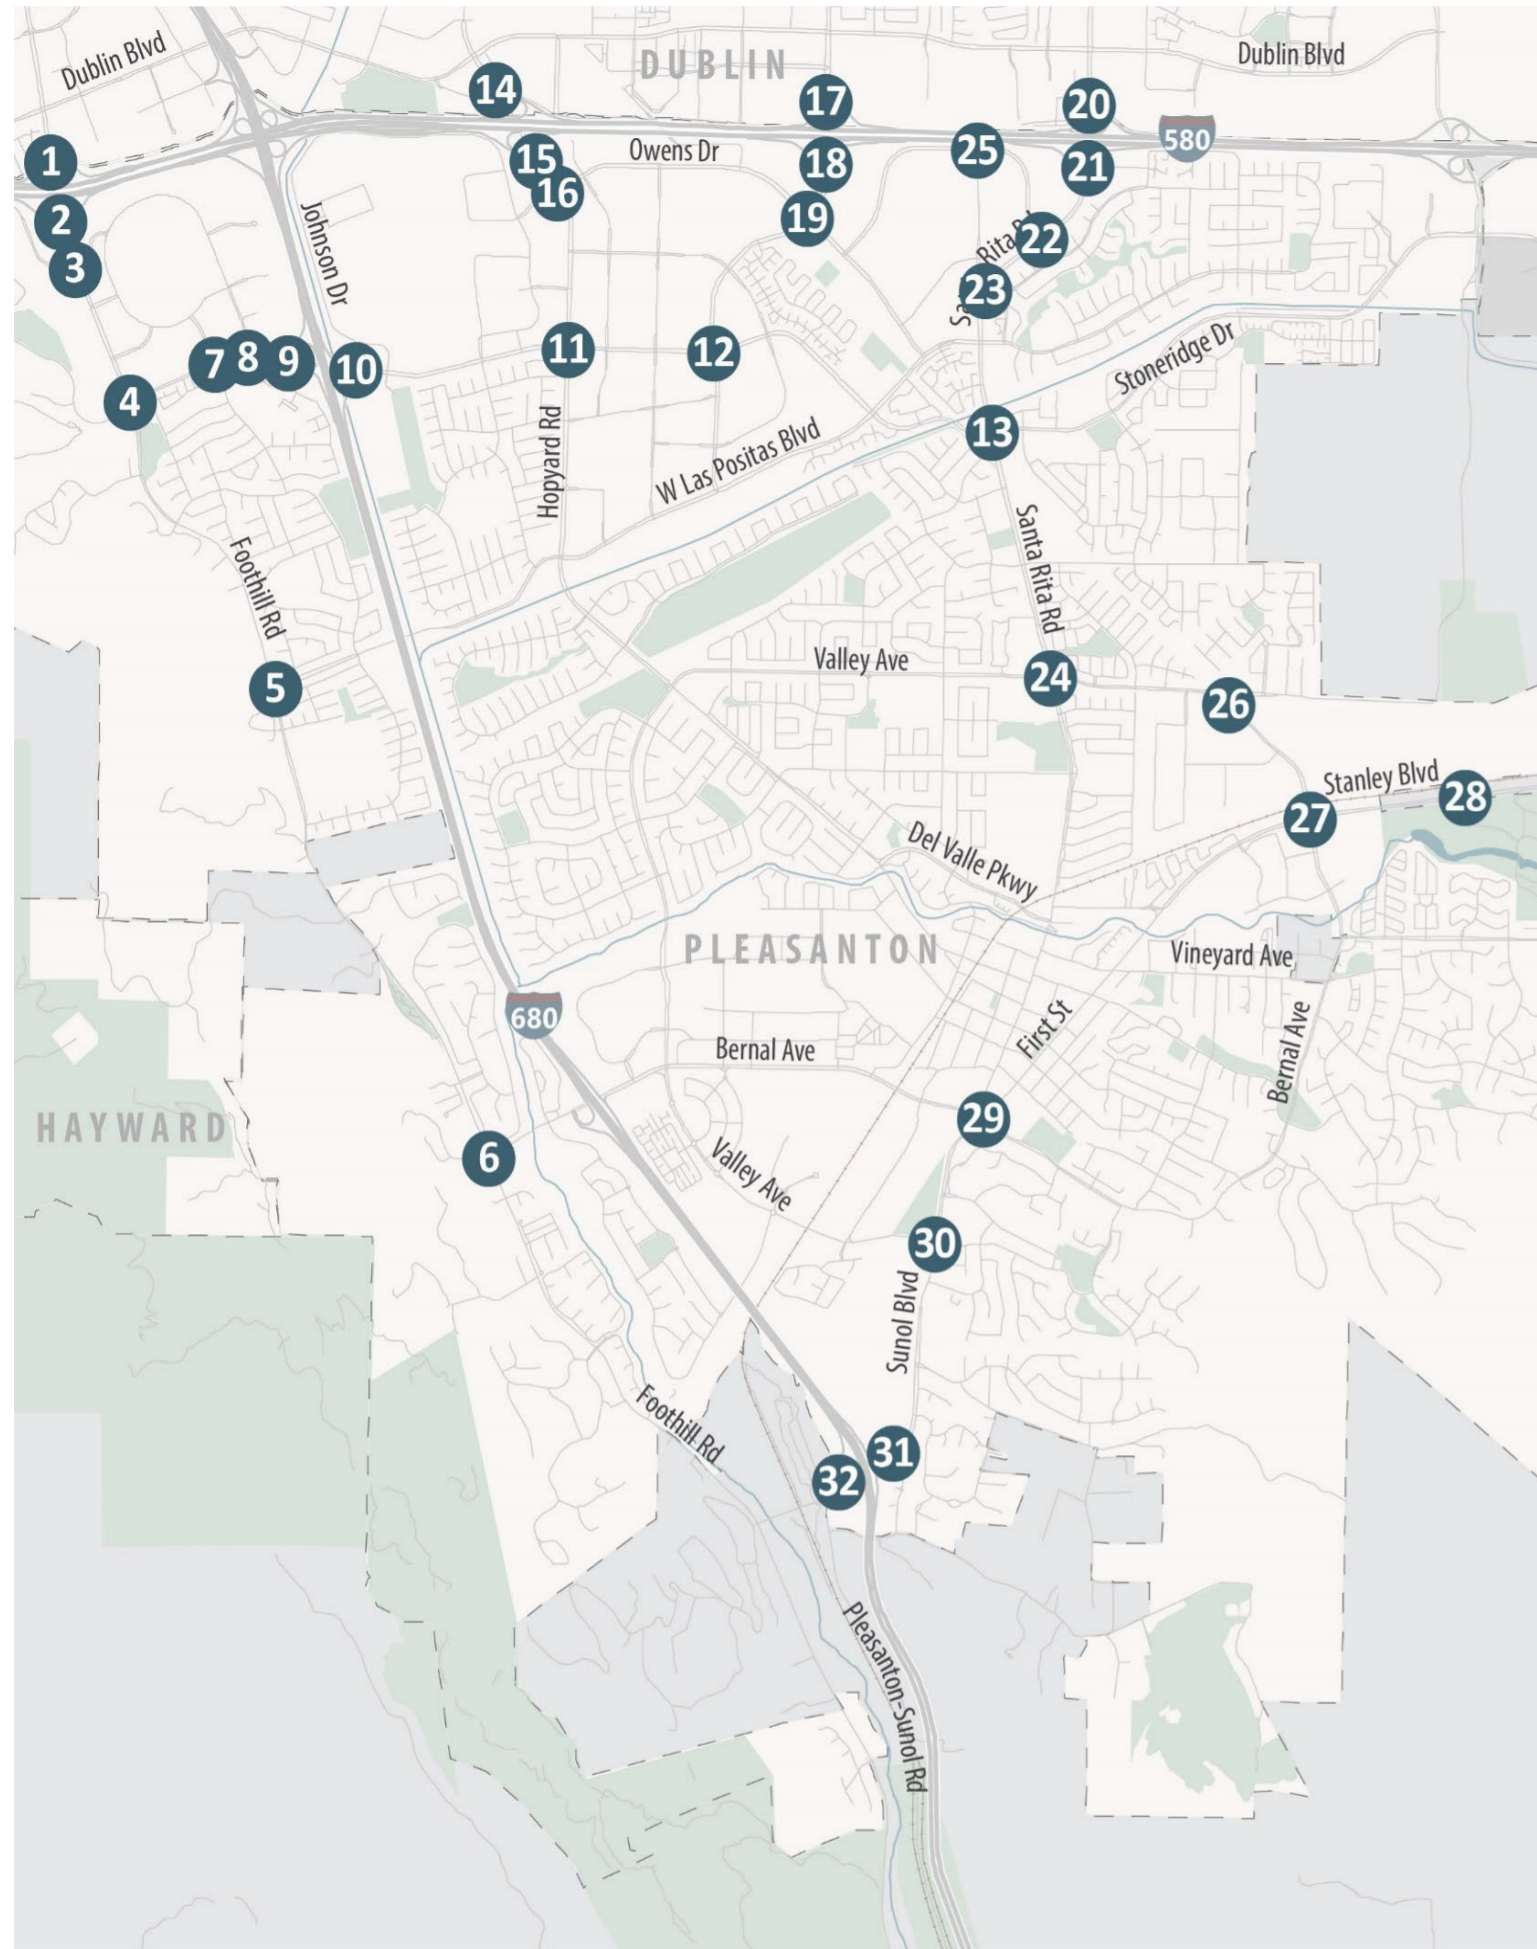 Dublin Blvd
DUBLIN
Dublin Blvd
14
17
20
580
1
15
Owens Dr
18
25
21
16
2
19
Johnson Dr
22
3
23
7
8
9
10
11
12
Stoneridge Dr
4
Hopyard Rd
W Las Positas Blvd
13
Foothill Rd
Santa Rita Rd
5
Valley Ave
24
26
Stanley Blvd
28
27
Del Valle Pkwy
PLEASANTON
Vineyard Ave
680
Bernal Ave
First St
Bernal Ave
HAYWARD
29
6
Valley Ave
30
Sunol Blvd
Foothill Rd
31
32
Pleasanton-Sunol Rd